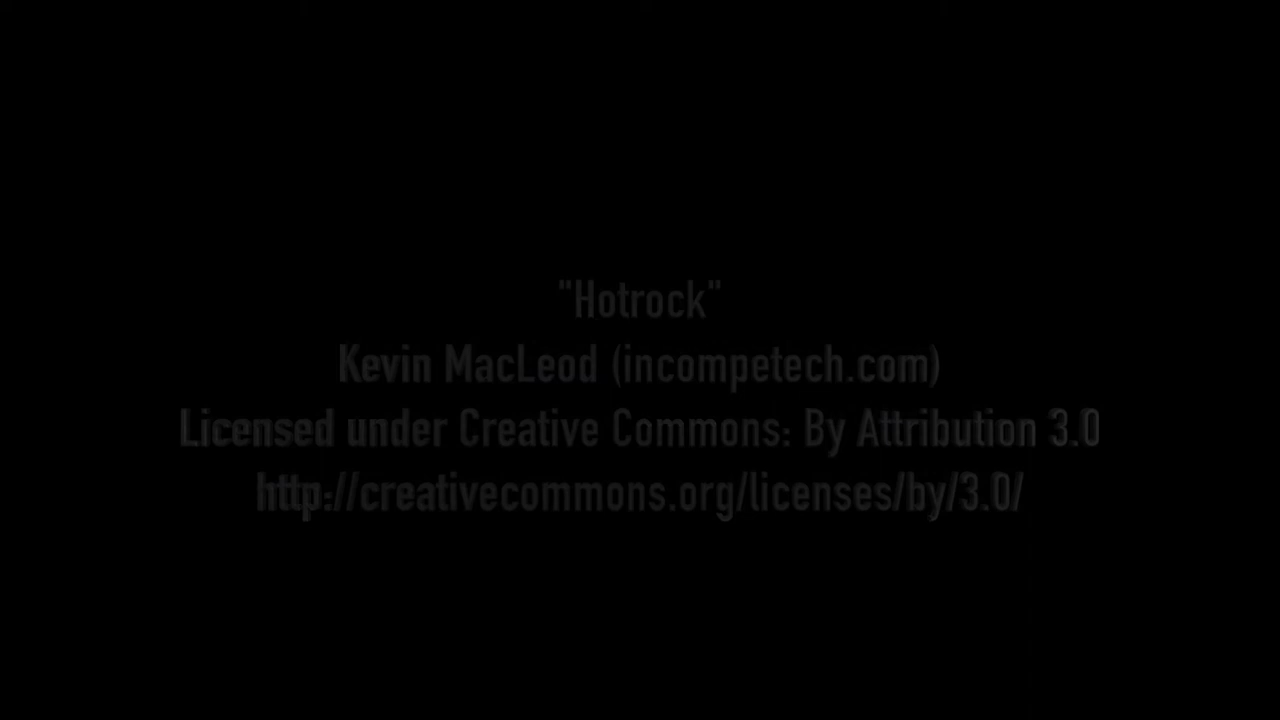 "Hotrock"
Kevin MacLeod (incompetech.com)
Licensed under Creative Commons: By Attribution 3.0
http://creativecommons.org/licenses/by/3.0/